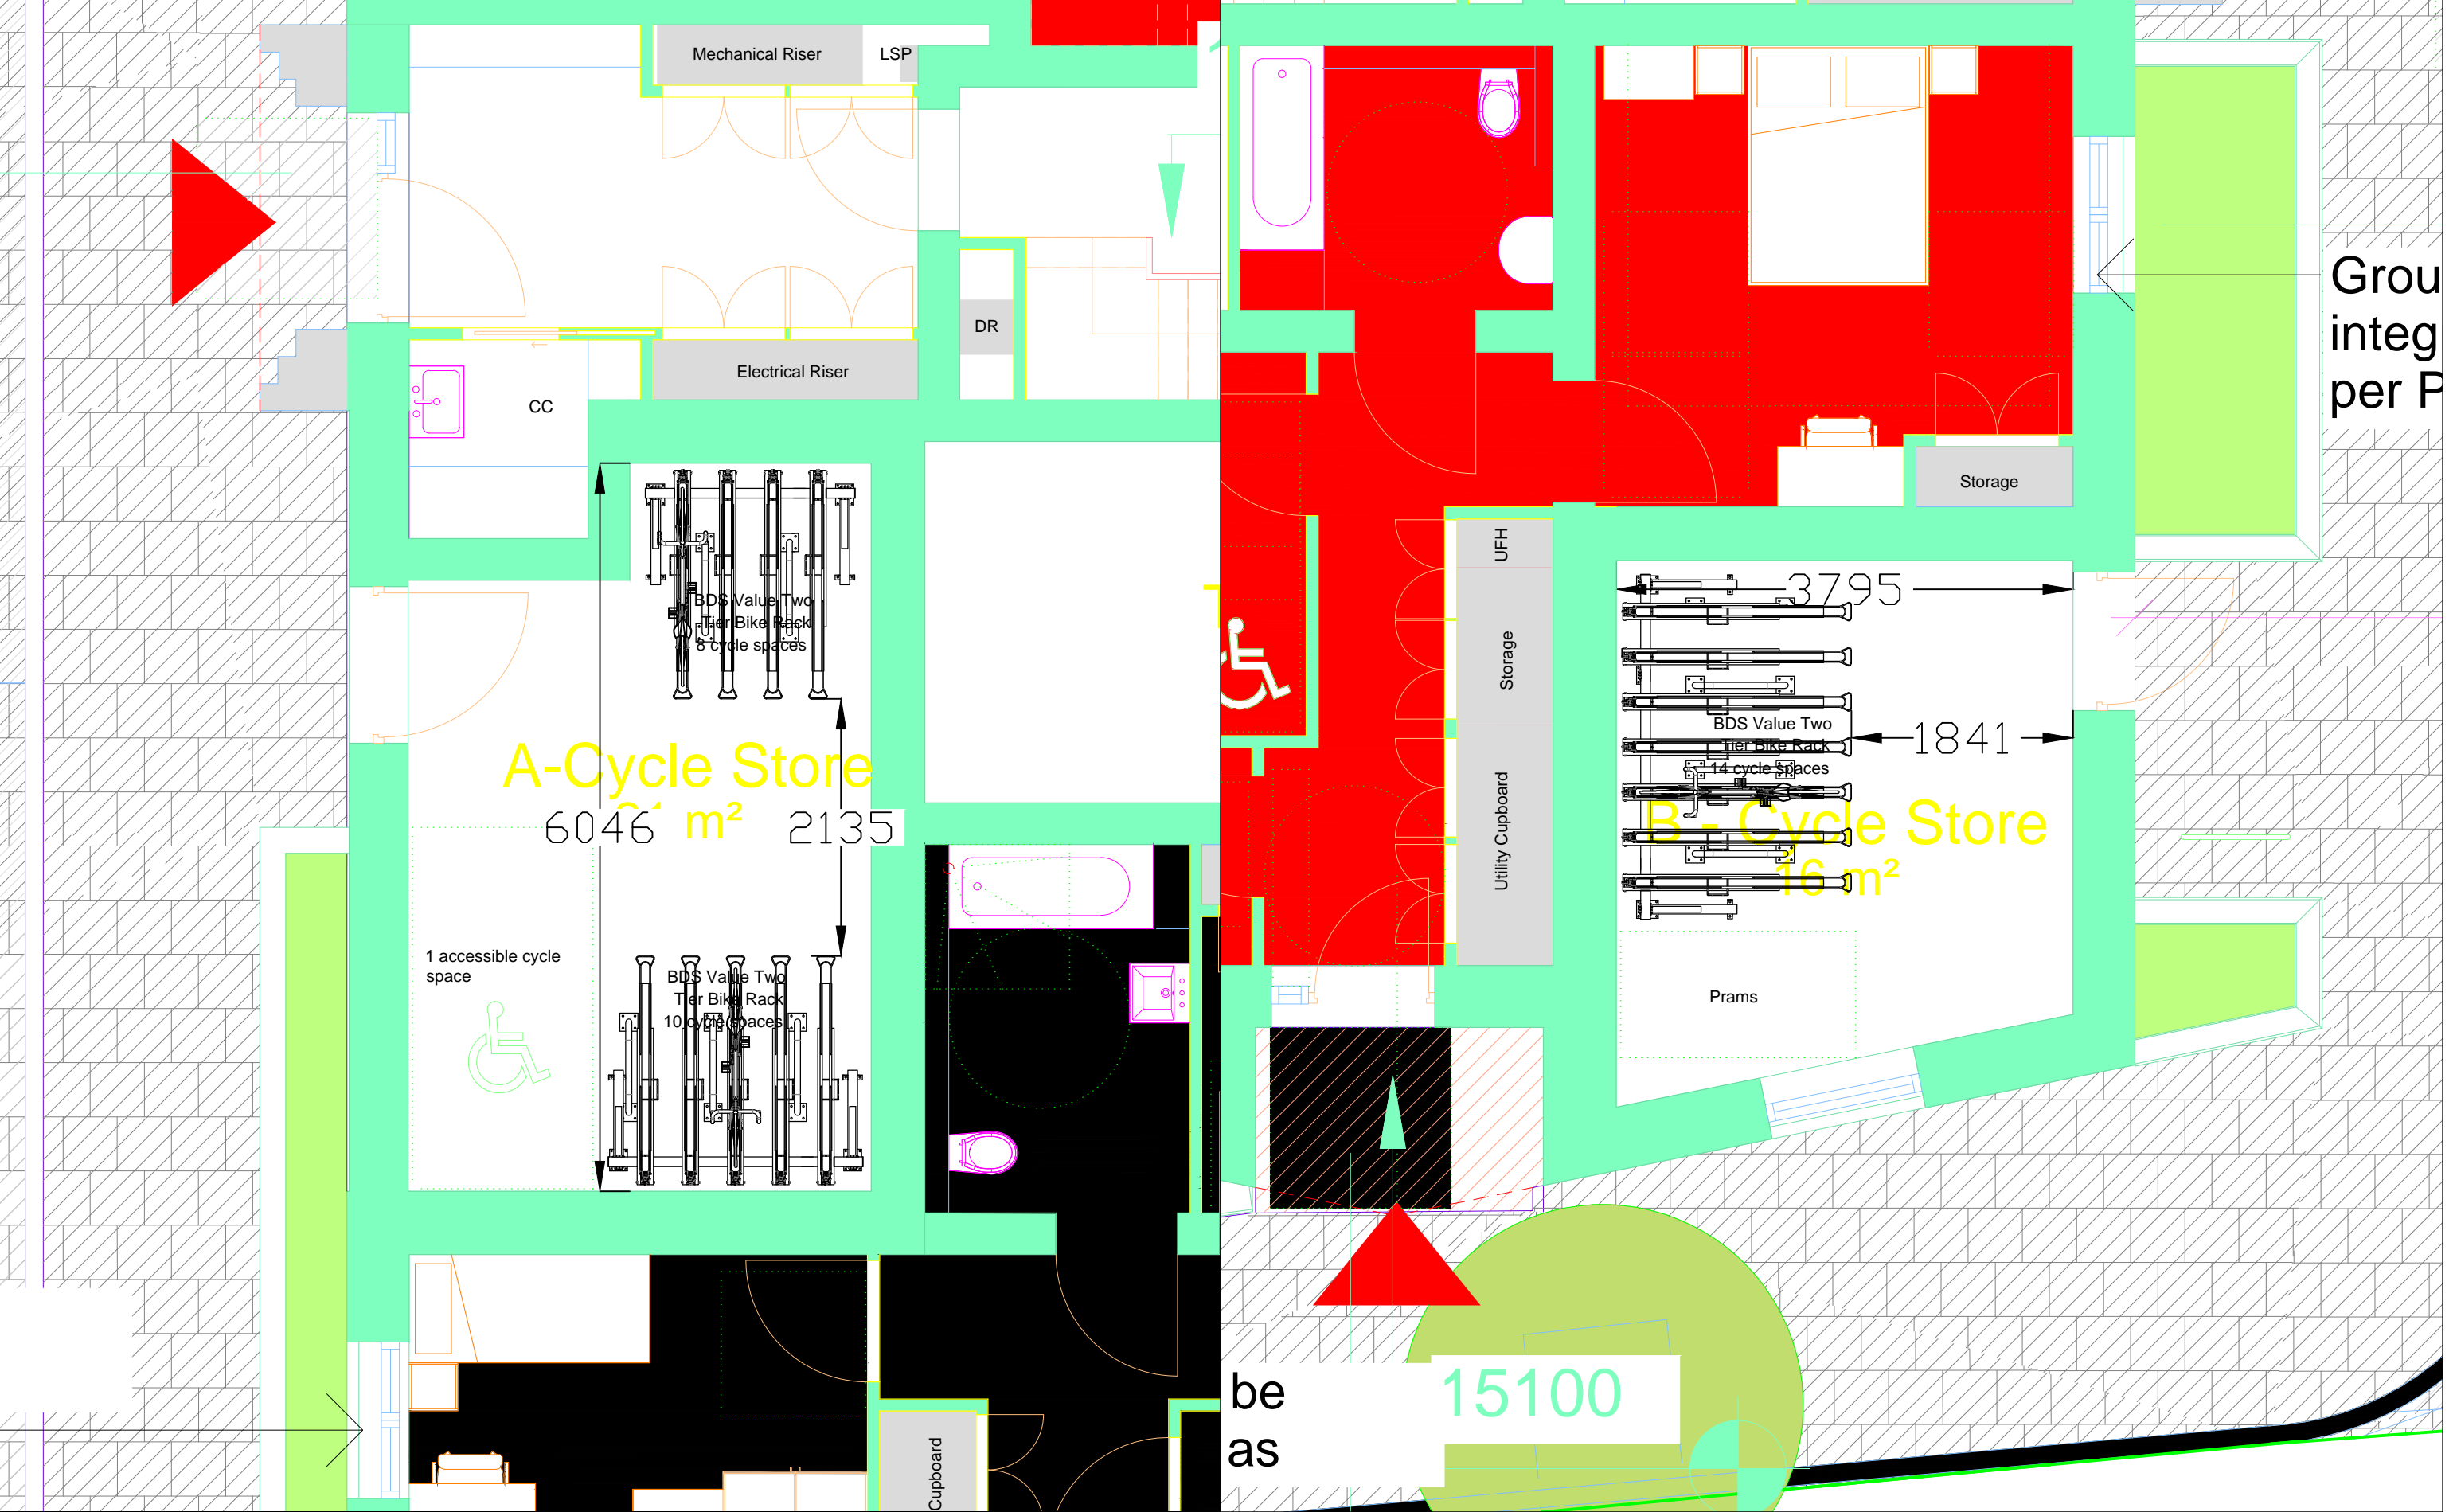 Mechanical Riser
LSP
DR
Electrical Riser
CC
BDS Value Two
Tier Bike Rack
8 cycle spaces
A-Cycle Store
m²
6046
2135
1 accessible cycle
space
BDS Value Two
Tier Bike Rack
10 cycle spaces
Cupboard
Grou
integ
per P
Storage
UFH
Storage
Utility Cupboard
3795
BDS Value Two
Tier Bike Rack
14 cycle spaces
1841
B - Cycle Store
16 m²
Prams
be
as
15100